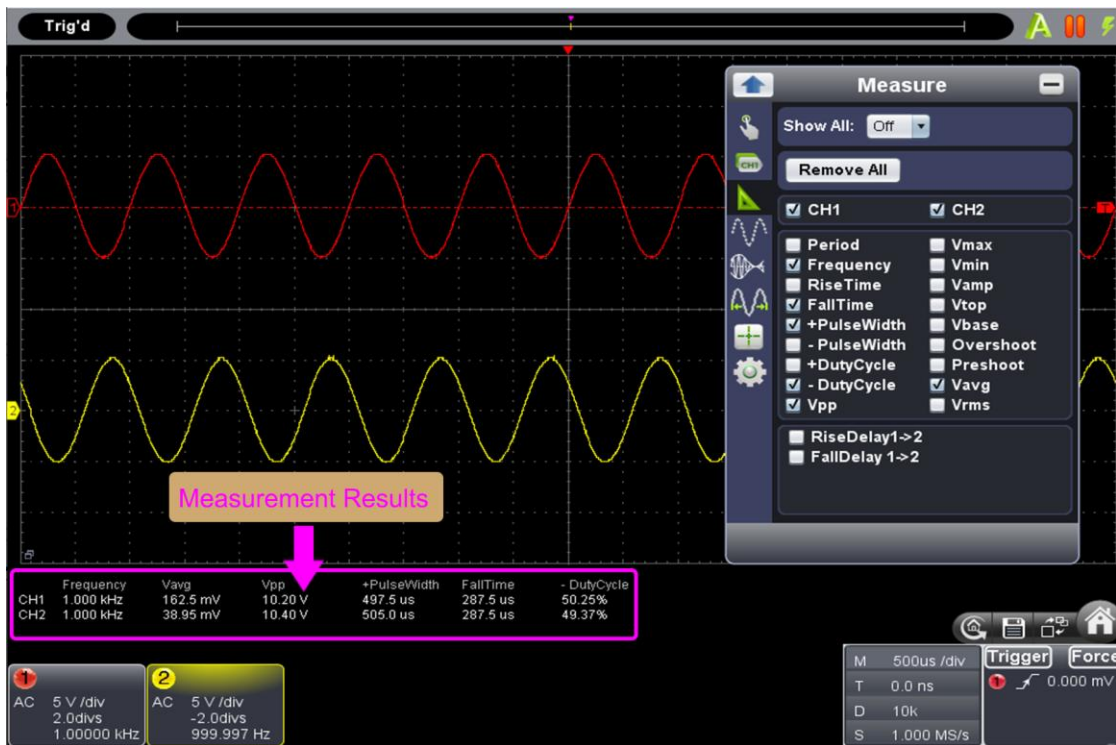 Trig'd
Measure
Show All: Off
CH1
Remove All
CH1 CH2
Period Vmax
Frequency Vmin
RiseTime Vamp
FallTime Vtop
+PulseWidth Vbase
- PulseWidth Overshoot
+DutyCycle Preshoot
- DutyCycle Vavg
Vpp Vrms
RiseDelay1->2
FallDelay 1->2
1
T
2
Measurement Results
Frequency Vavg Vpp +PulseWidth FallTime - DutyCycle
CH1 1.000 kHz 162.5 mV 10.20 V 497.5 us 287.5 us 50.25%
CH2 1.000 kHz 38.95 mV 10.40 V 505.0 us 287.5 us 49.37%
1
AC 5 V /div
2.0divs
1.00000 kHz
2
AC 5 V /div
-2.0divs
999.997 Hz
M 500us /div
T 0.0 ns
D 10k
S 1.000 MS/s
Trigger Force
1 0.000 mV